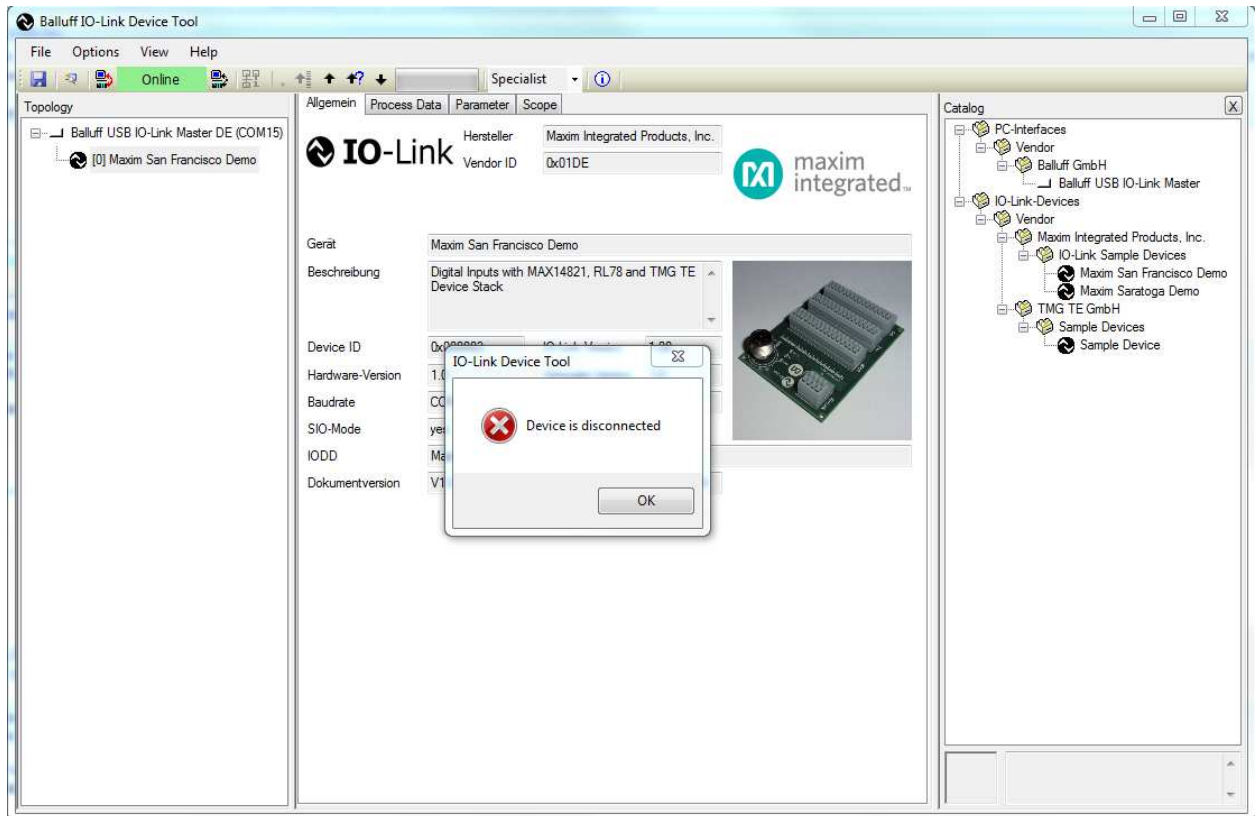 Balluff IO-Link Device Tool
File Options View Help
Online Specialist
Topology
Balluff USB IO-Link Master DE (COM15)
[0] Maxim San Francisco Demo
Allgemein Process Data Parameter Scope
IO-Link
Hersteller Maxim Integrated Products, Inc.
Vendor ID 0x01DE
maxim
integrated™
Gerät Maxim San Francisco Demo
Beschreibung Digital Inputs with MAX14821, RL78 and TMG TE
Device Stack
Device ID
Hardware-Version
Baudrate
SIO-Mode
IODD
Dokumentversion
IO-Link Device Tool
Device is disconnected
OK
Catalog X
PC-Interfaces
Vendor
Balluff GmbH
Balluff USB IO-Link Master
IO-Link-Devices
Vendor
Maxim Integrated Products, Inc.
IO-Link Sample Devices
Maxim San Francisco Demo
Maxim Saratoga Demo
TMG TE GmbH
Sample Devices
Sample Device